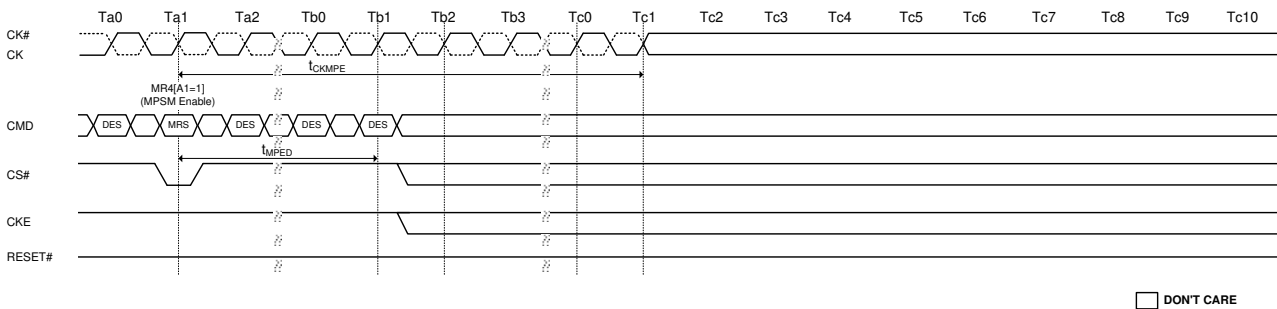 Ta0 Ta1 Ta2 Tb0 Tb1 Tb2 Tb3 Tc0 Tc1 Tc2 Tc3 Tc4 Tc5 Tc6 Tc7 Tc8 Tc9 Tc10
CK#
CK
tCKMPE
MR4[A1=1]
(MPSM Enable)
CMD DES MRS DES DES DES
tMPED
CS#
CKE
RESET#
DON'T CARE